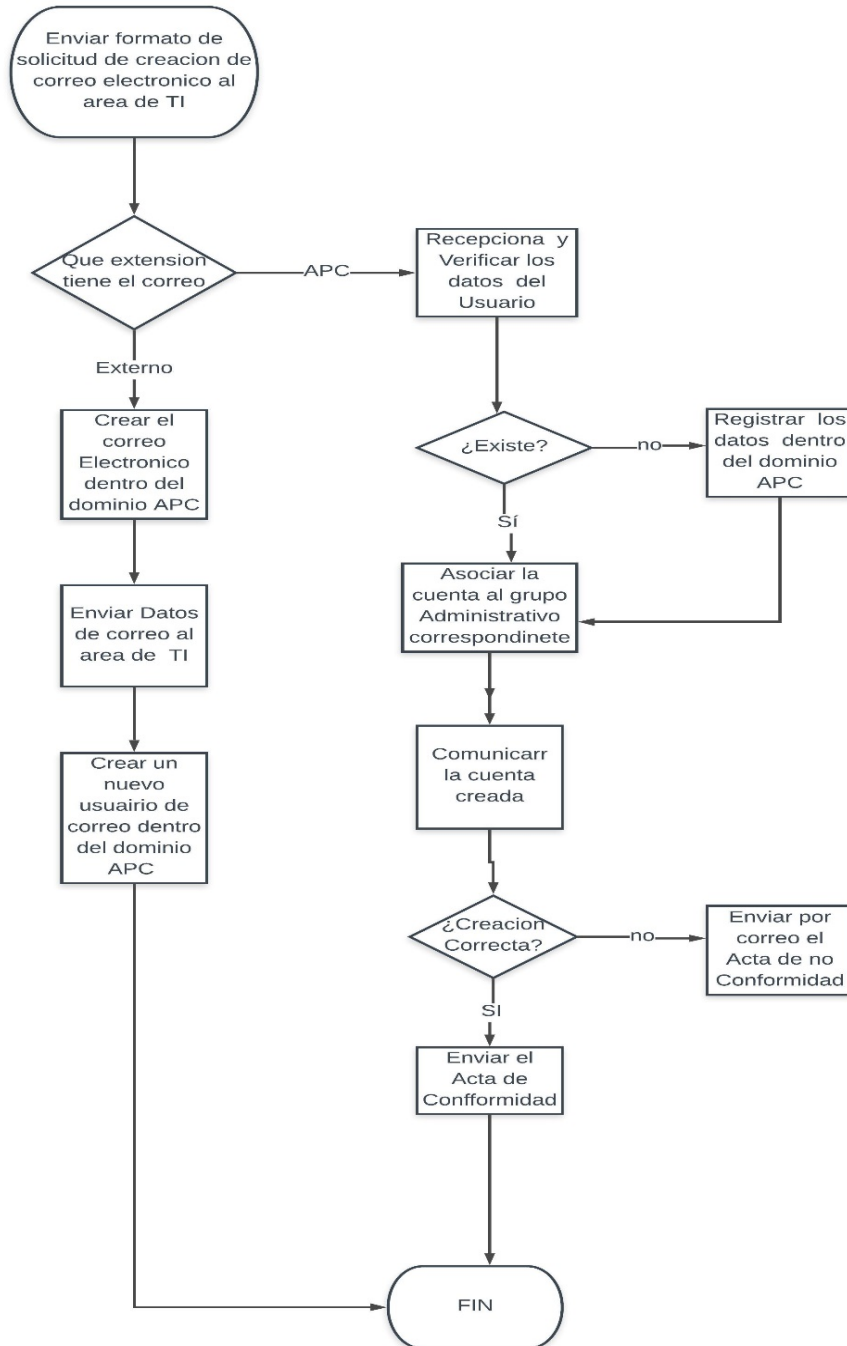 Enviar formato de
solicitud de creacion de
correo electronico al
area de TI
Que extension
tiene el correo
APC
Recepciona y
Verificar los
datos del
Usuario
Externo
Crear el
correo
Electronico
dentro del
dominio APC
¿Existe?
no
Registrar los
datos dentro
del dominio
APC
Sí
Enviar Datos
de correo al
area de TI
Asociar la
cuenta al grupo
Administrativo
correspondinete
Crear un
nuevo
usuairio de
correo dentro
del dominio
APC
Comunicarr
la cuenta
creada
¿Creacion
Correcta?
no
Enviar por
correo el
Acta de no
Conformidad
SI
Enviar el
Acta de
Confformidad
FIN